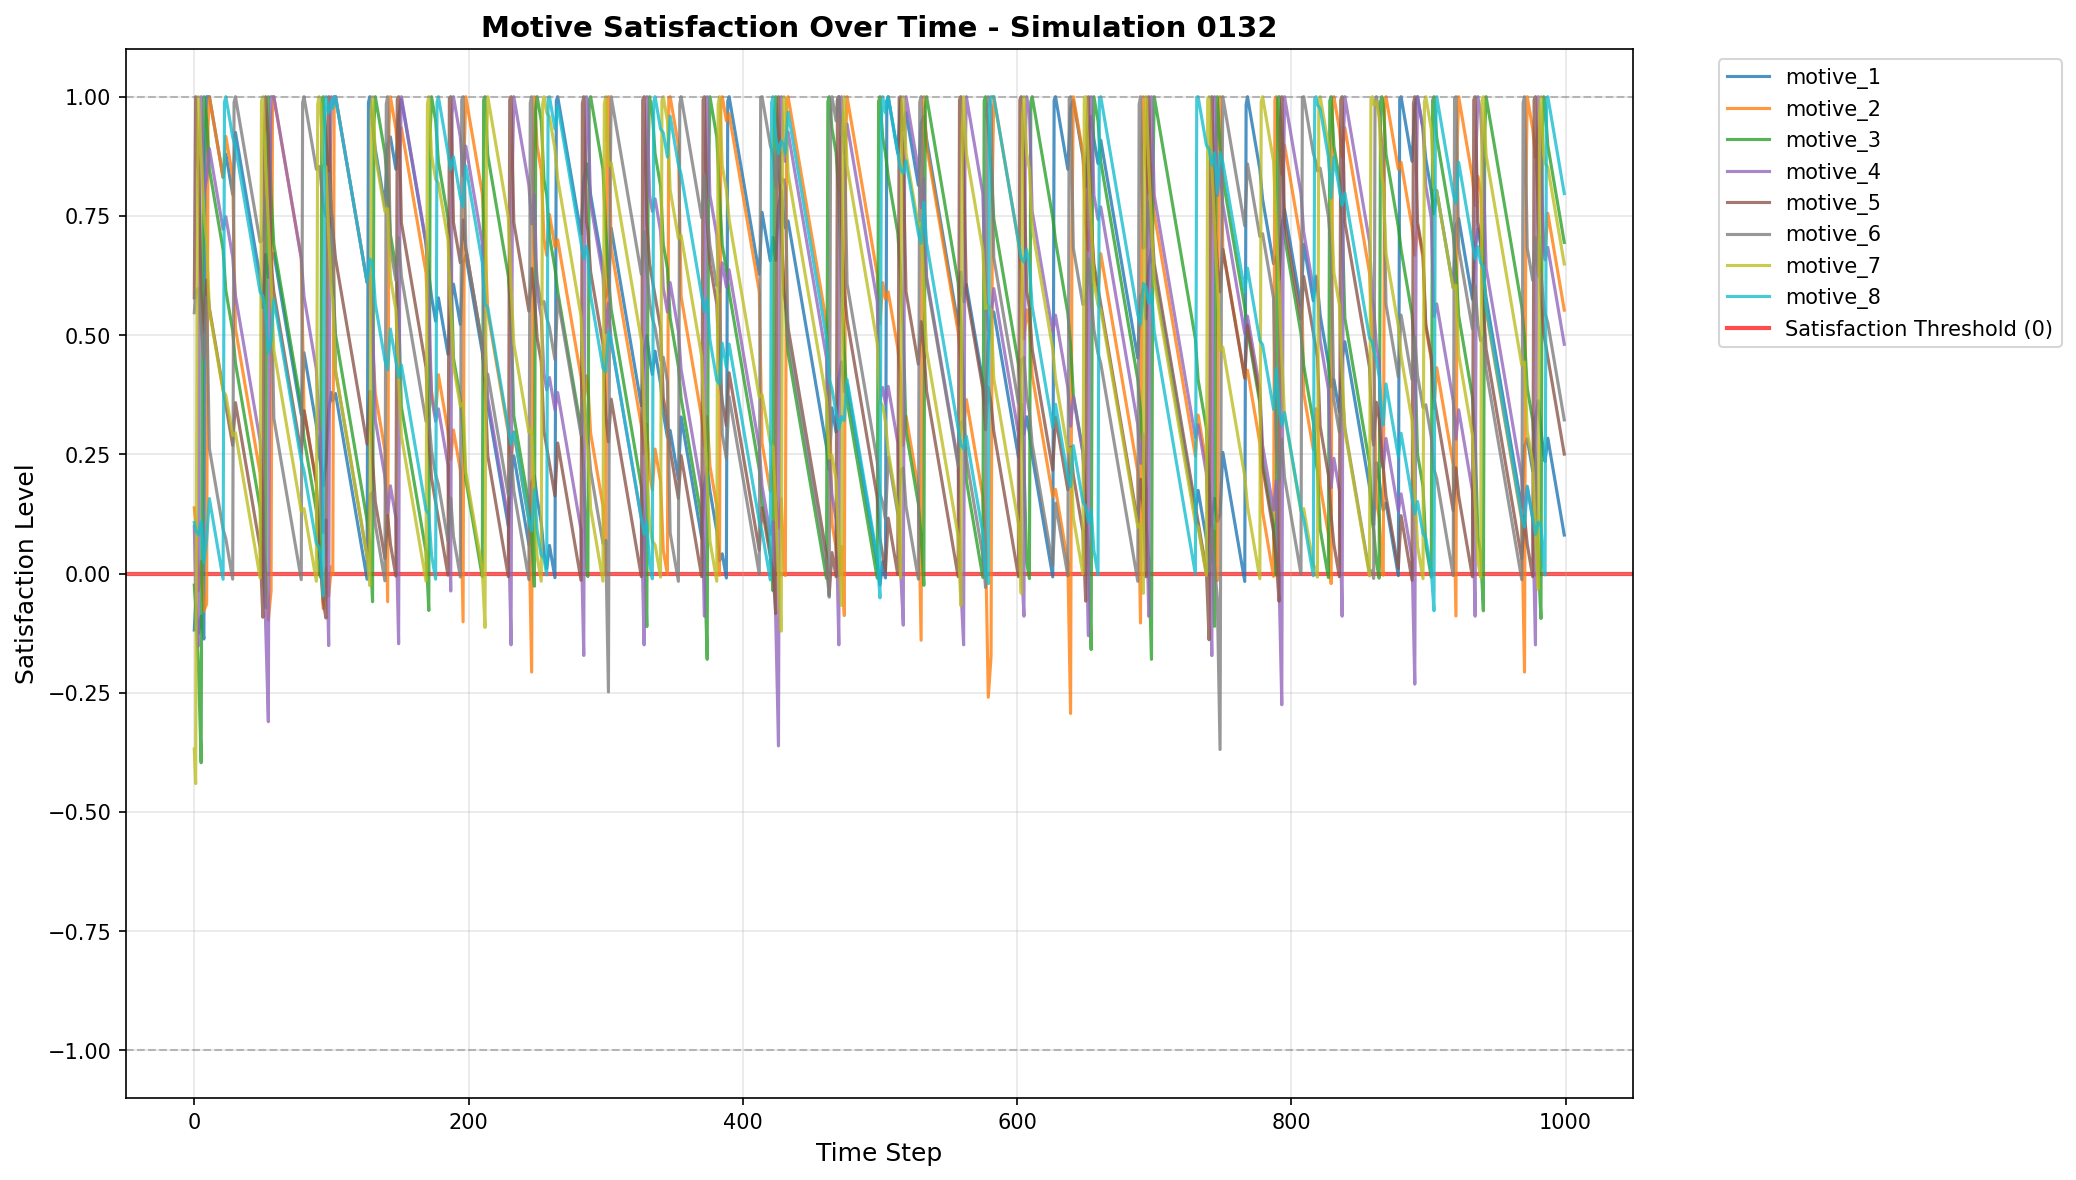 Motive Satisfaction Over Time - Simulation 0132
1.00
0.75
0.50
0.25
0.00
−0.25
−0.50
−0.75
−1.00
Satisfaction Level
0
200
400
600
800
1000
Time Step
motive_1
motive_2
motive_3
motive_4
motive_5
motive_6
motive_7
motive_8
Satisfaction Threshold (0)